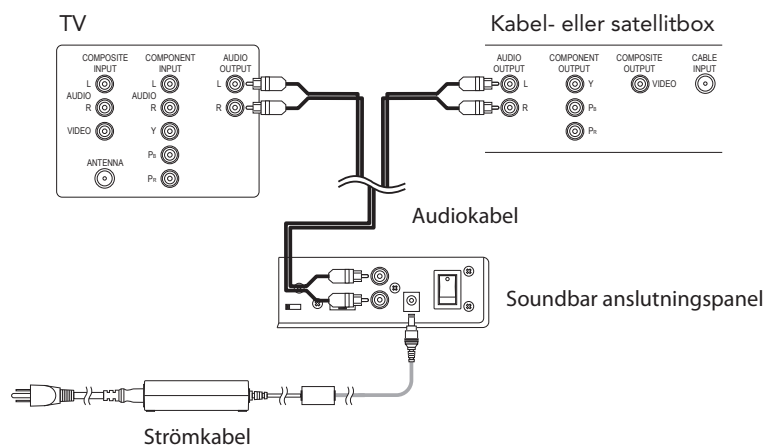 TV
COMPOSITE
INPUT
COMPONENT
INPUT
AUDIO
OUTPUT
L
AUDIO
R
VIDEO
ANTENNA
L
AUDIO
R
Y
PB
PR
L
R
Kabel- eller satellitbox
AUDIO
OUTPUT
COMPONENT
OUTPUT
COMPOSITE
OUTPUT
CABLE
INPUT
L
R
Y
PB
PR
VIDEO
Audiokabel
Soundbar anslutningspanel
Strömkabel